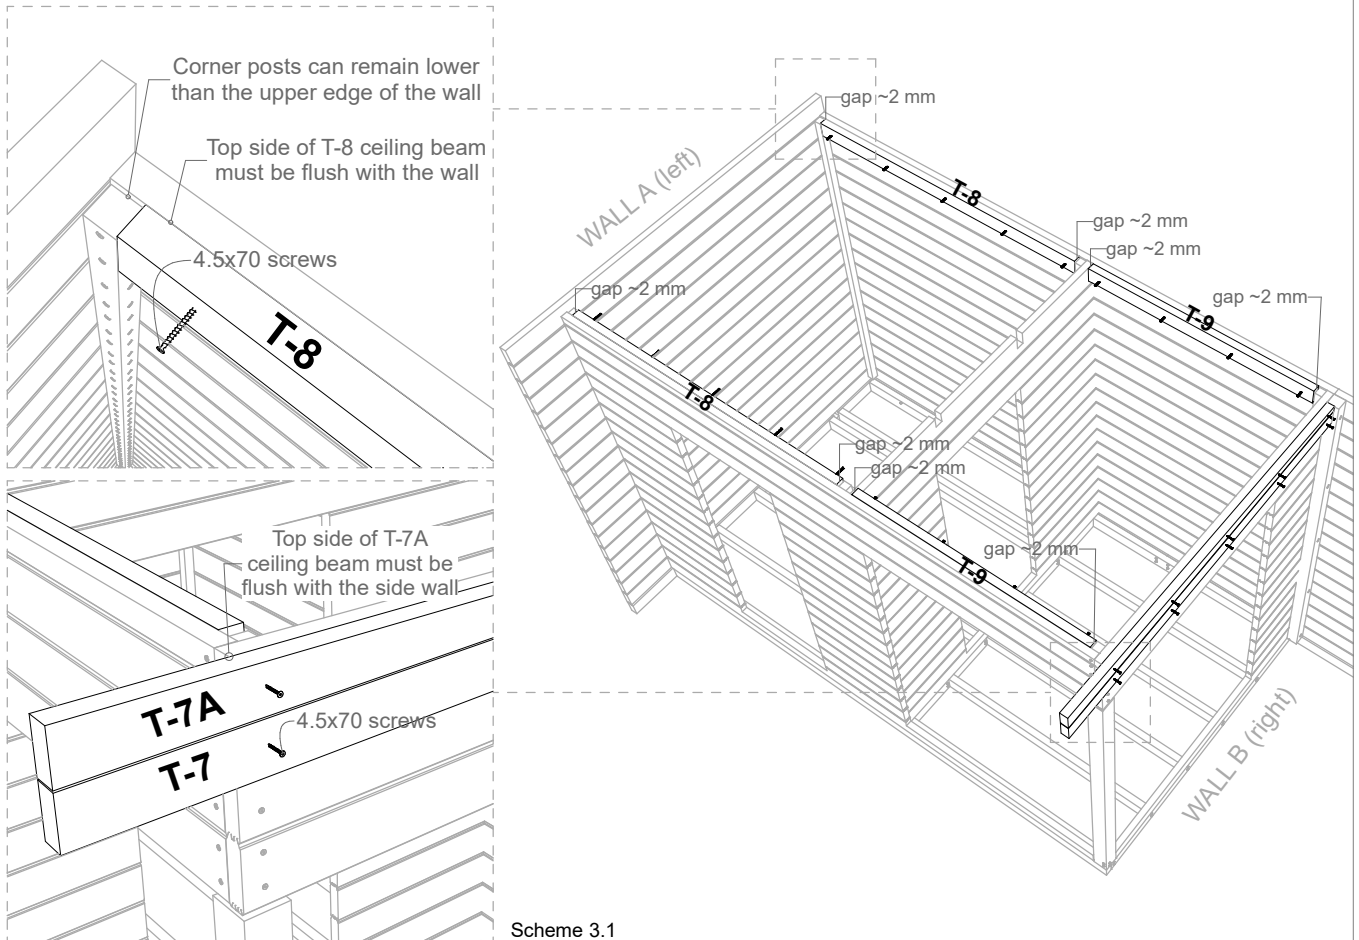 Corner posts can remain lower
than the upper edge of the wall
Top side of T-8 ceiling beam
must be flush with the wall
4.5x70 screws
T-8
Top side of T-7A
ceiling beam must be
flush with the side wall
T-7A
4.5x70 screws
T-7
WALL A (left)
gap ~2 mm
T-8
gap ~2 mm
gap ~2 mm
gap ~2 mm
gap ~2 mm
T-9
T-8
gap ~2 mm
gap ~2 mm
gap ~2 mm
T-9
WALL B (right)
Scheme 3.1